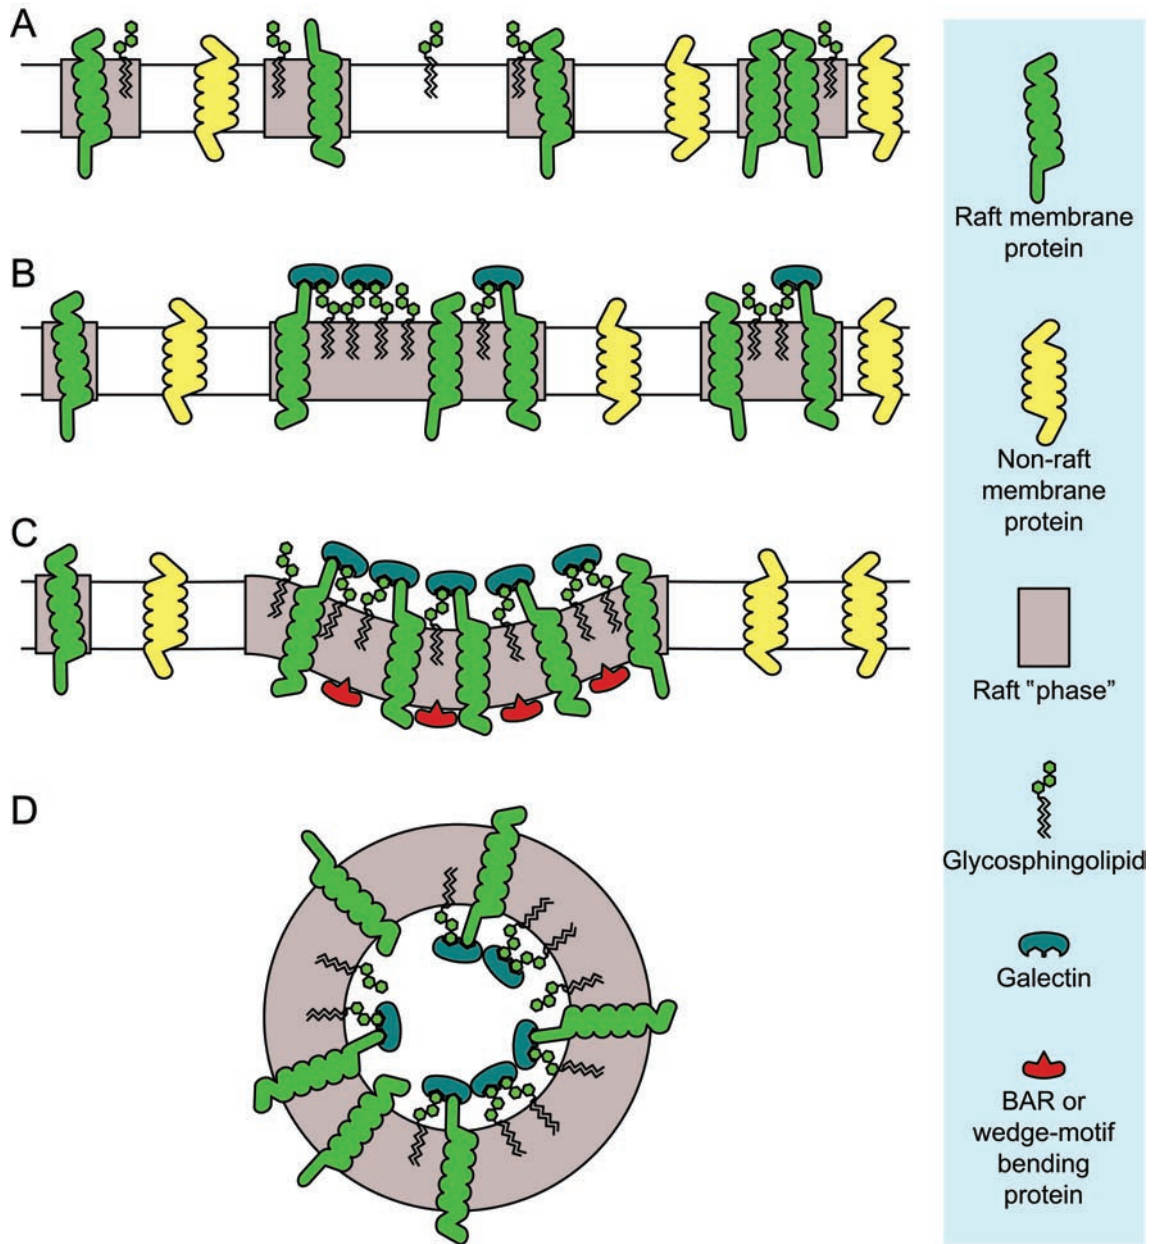 A
B
C
D
Raft membrane
protein
Non-raft
membrane
protein
Raft "phase"
Glycosphingolipid
Galectin
BAR or
wedge-motif
bending
protein